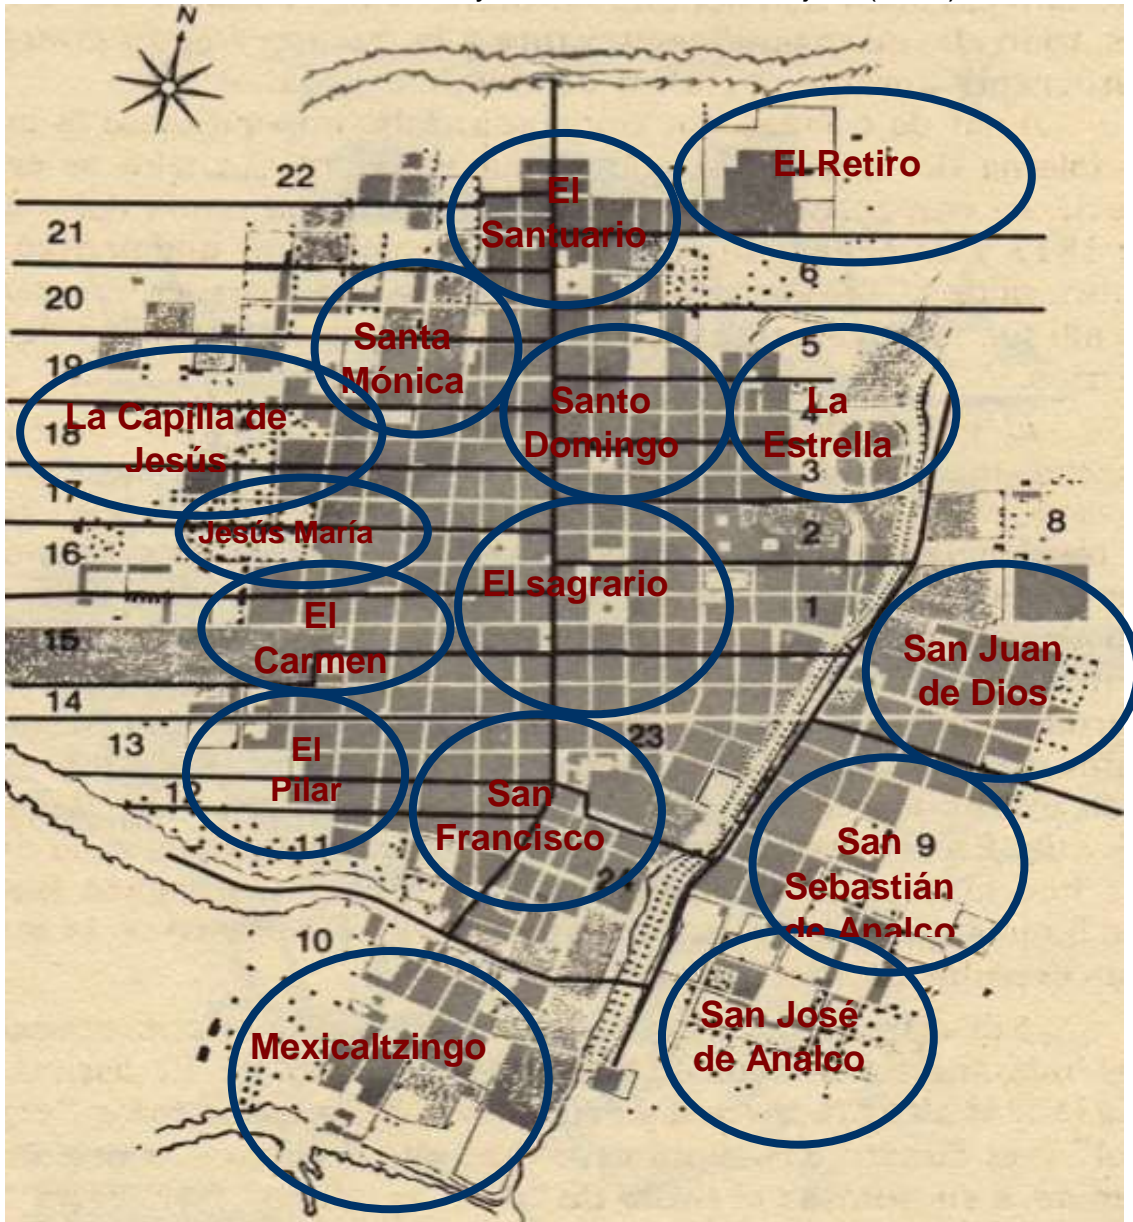 N
22
El Retiro
El
Santuario
21
6
20
Santa
Mónica
5
19
La Capilla de
Jesús
18
Santo
Domingo
4
La
Estrella
3
17
Jesús María
2
8
16
El sagrario
1
El
Carmen
15
San Juan
de Dios
14
13
23
El
Pilar
12
San
Francisco
11
9
San
Sebastián
de Analco
24
10
Mexicaltzingo
San José
de Analco